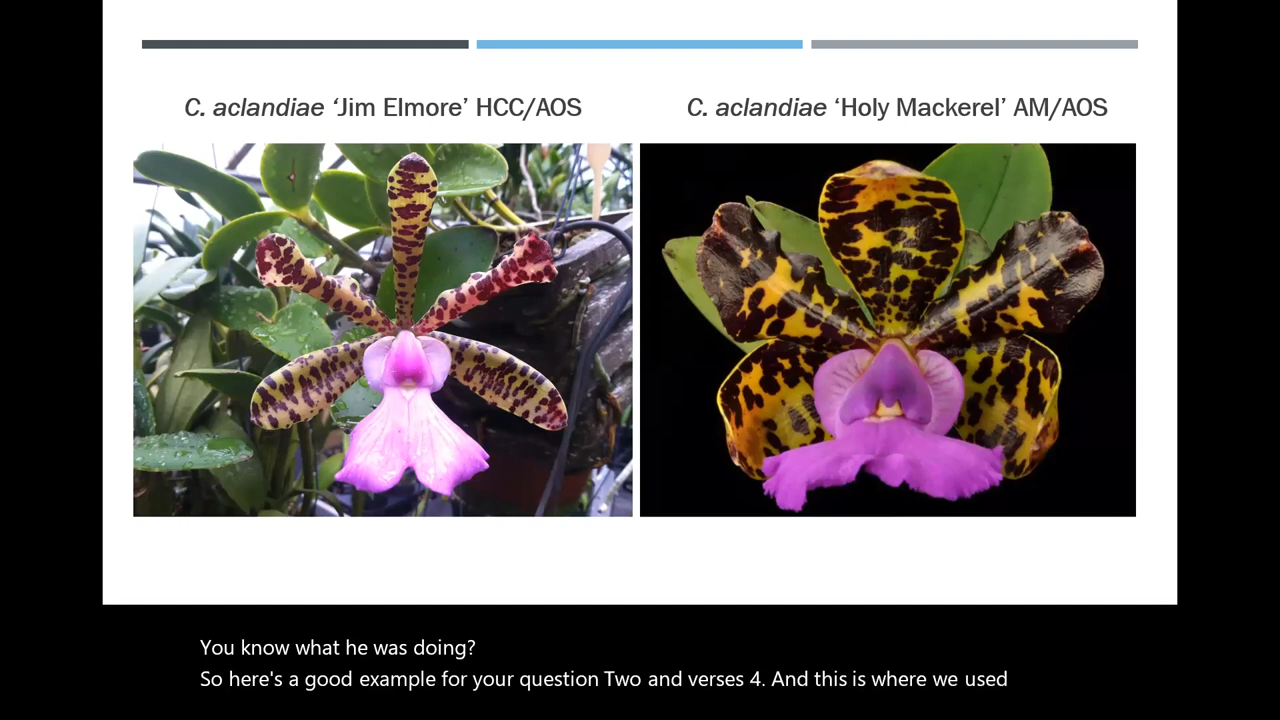 C. aclandiae ‘Jim Elmore’ HCC/AOS
C. aclandiae ‘Holy Mackerel’ AM/AOS
You know what he was doing?
So here's a good example for your question Two and verses 4. And this is where we used